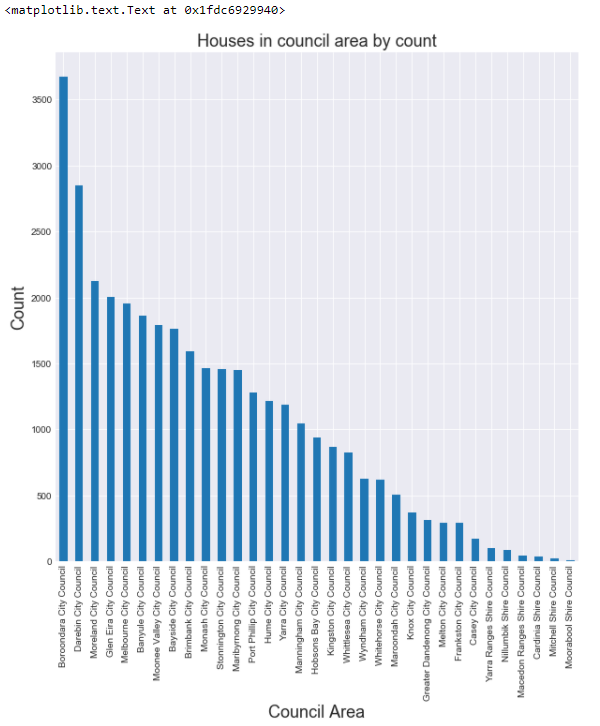 <matplotlib.text.Text at 0x1fdc6929940>
Houses in council area by count
Count
3500
3000
2500
2000
1500
1000
500
0
Boroondara City Council
Darebin City Council
Moreland City Council
Glen Eira City Council
Melbourne City Council
Banyule City Council
Moonee Valley City Council
Bayside City Council
Brimbank City Council
Monash City Council
Stonnington City Council
Maribyrnong City Council
Port Phillip City Council
Hume City Council
Yarra City Council
Manningham City Council
Hobsons Bay City Council
Kingston City Council
Whittlesea City Council
Wyndham City Council
Whitehorse City Council
Maroondah City Council
Knox City Council
Greater Dandenong City Council
Melton City Council
Frankston City Council
Casey City Council
Yarra Ranges Shire Council
Nillumbik Shire Council
Macedon Ranges Shire Council
Cardinia Shire Council
Mitchell Shire Council
Moorabool Shire Council
Council Area